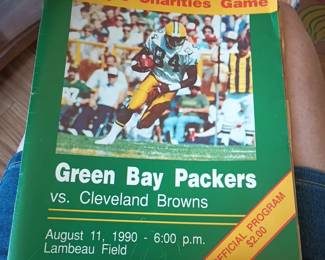 Charities Game
84
Green Bay Packers
vs. Cleveland Browns
August 11, 1990 - 6:00 p.m.
Lambeau Field
OFFICIAL PROGRAM
$2.00